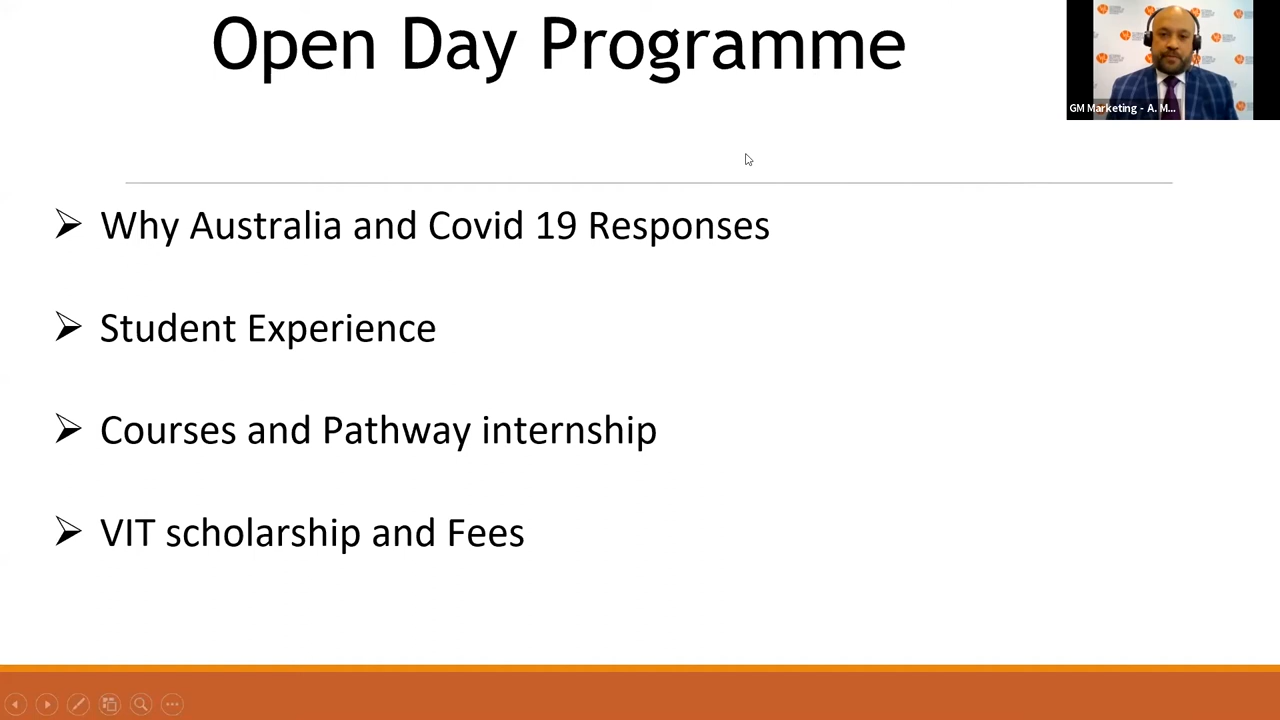 Open Day Programme
GM Marketing - A. M...
Why Australia and Covid 19 Responses
Student Experience
Courses and Pathway internship
VIT scholarship and Fees